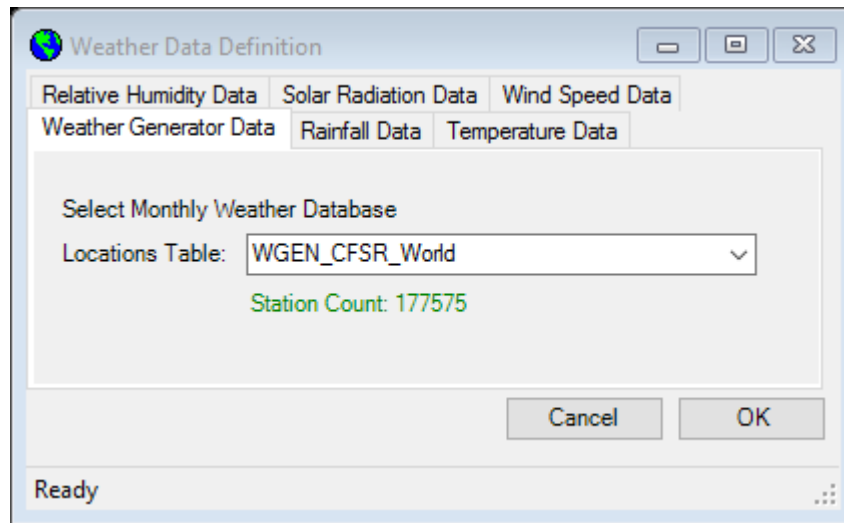 Weather Data Definition
Relative Humidity Data Solar Radiation Data Wind Speed Data
Weather Generator Data Rainfall Data Temperature Data
Select Monthly Weather Database
Locations Table: WGEN_CFSR_World
Station Count: 177575
Cancel OK
Ready